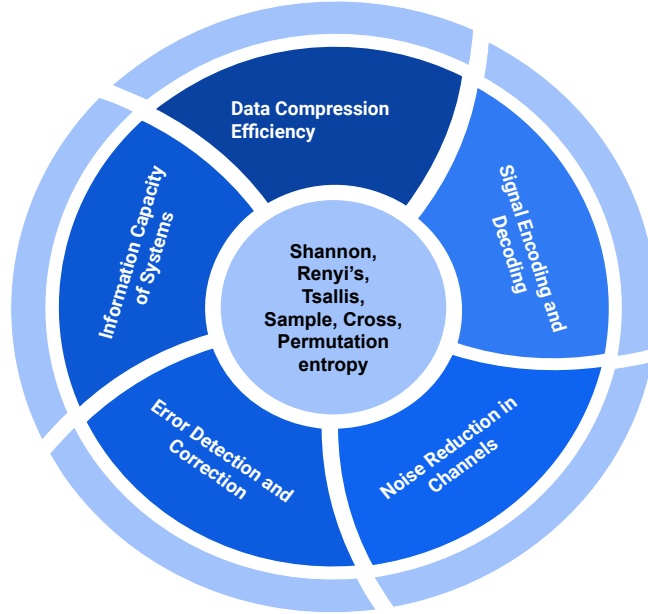 Data Compression
Efficiency
Signal Encoding and
Decoding
Noise Reduction in
Channels
Error Detection and
Correction
Information Capacity
of Systems
Shannon,
Renyi’s,
Tsallis,
Sample, Cross,
Permutation
entropy